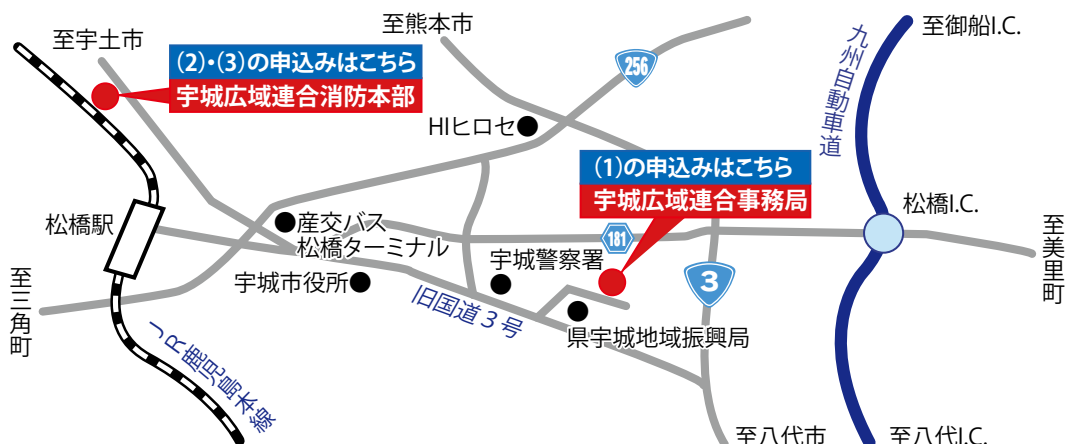 至宇土市
至熊本市
至御船I.C.
(2)・(3)の申込みはこちら
宇城広域連合消防本部
256
九州自動車道
HIヒロセ
(1)の申込みはこちら
宇城広域連合事務局
松橋駅
産交バス
松橋ターミナル
181
松橋I.C.
至美里町
宇城市役所
宇城警察署
3
至三角町
旧国道３号
県宇城地域振興局
ＪＲ鹿児島本線
至八代市
至八代I.C.